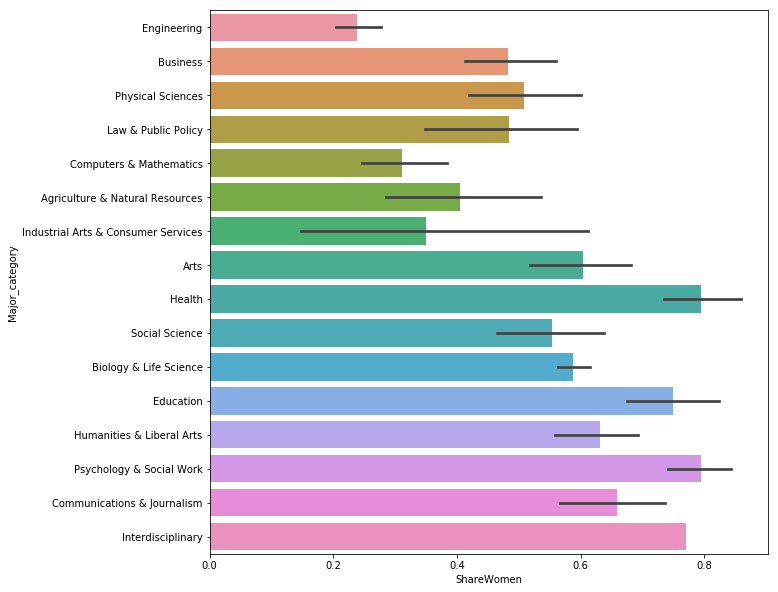 Engineering
Business
Physical Sciences
Law & Public Policy
Computers & Mathematics
Agriculture & Natural Resources
Industrial Arts & Consumer Services
Arts
Health
Social Science
Biology & Life Science
Education
Humanities & Liberal Arts
Psychology & Social Work
Communications & Journalism
Interdisciplinary
Major_category
0.0 0.2 0.4 0.6 0.8
ShareWomen